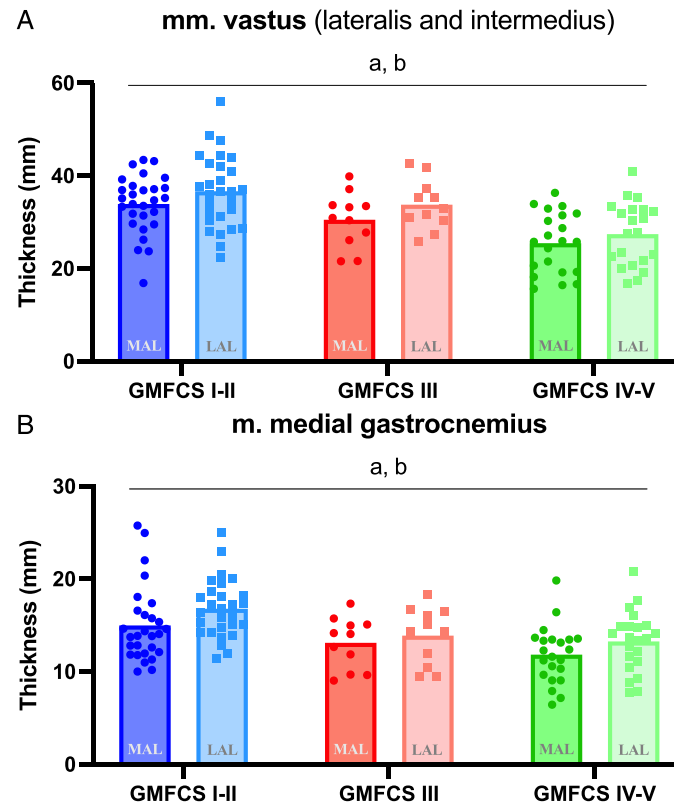 A
mm. vastus (lateralis and intermedius)
a, b
Thickness (mm)
60
40
20
0
MAL LAL MAL LAL MAL LAL
GMFCS I-II GMFCS III GMFCS IV-V
B
m. medial gastrocnemius
a, b
Thickness (mm)
30
20
10
0
MAL LAL MAL LAL MAL LAL
GMFCS I-II GMFCS III GMFCS IV-V